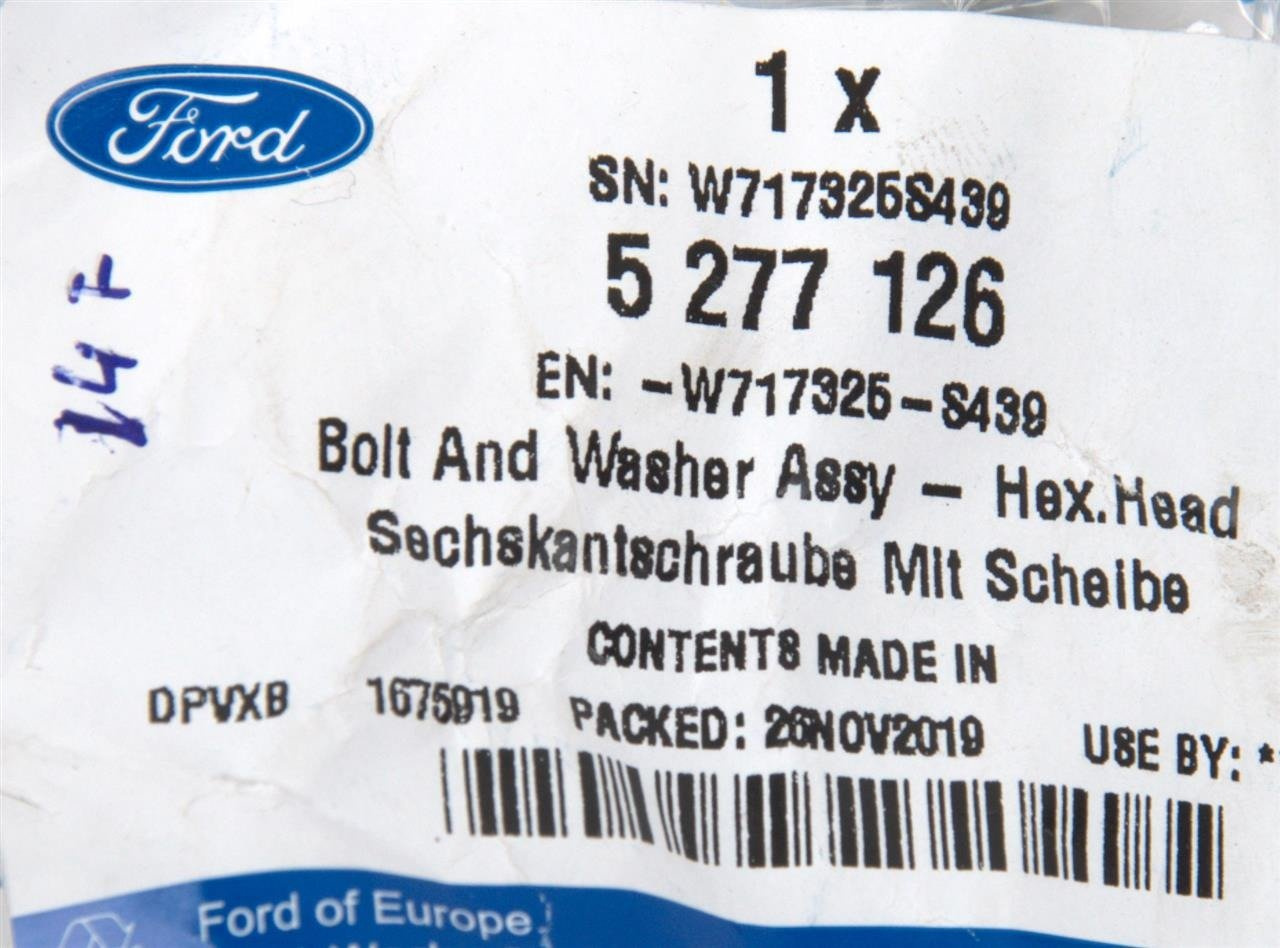 Ford
1 x
SN: W717325S439
5 277 126
EN: -W717325-S439
Bolt And Washer Assy - Hex.Head
Sechskantschraube Mit Scheibe
CONTENTS MADE IN
DPVXB 1675919 PACKED: 26NOV2019 USE BY: *
Ford of Europe